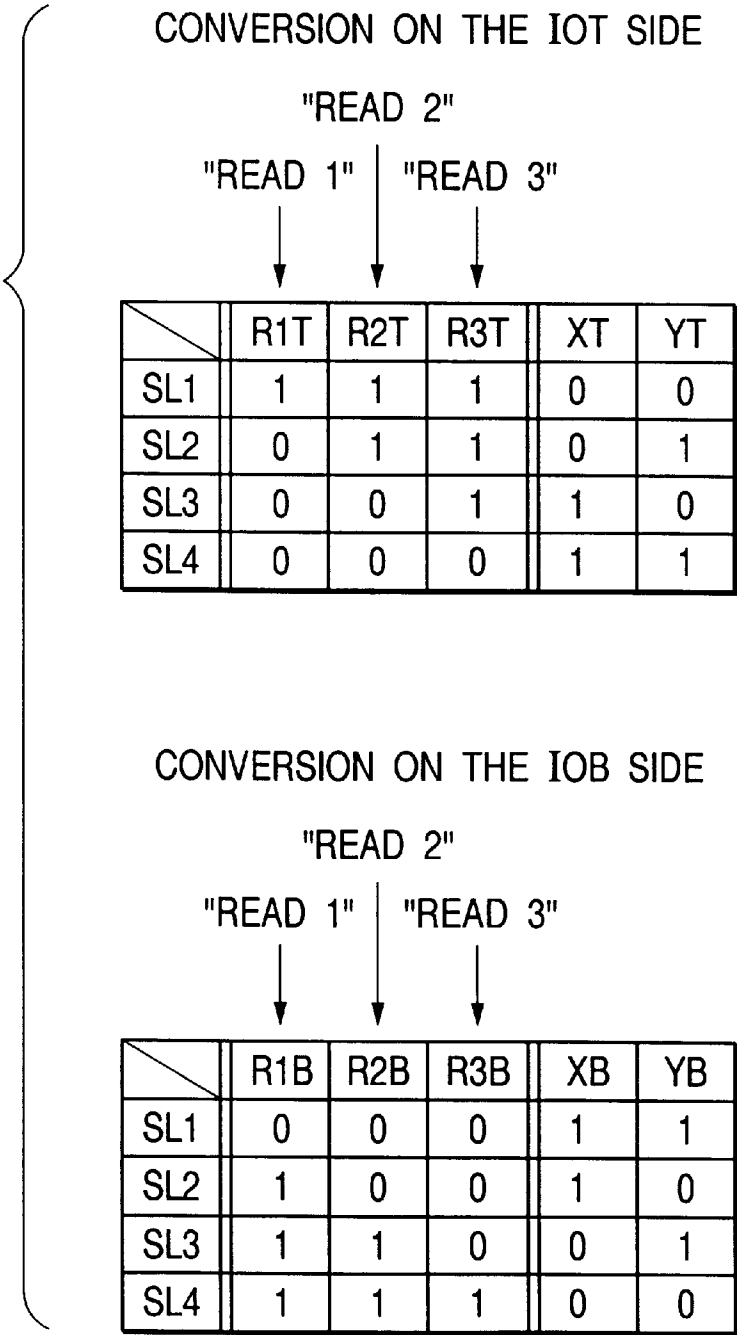 CONVERSION ON THE IOT SIDE
"READ 2"
"READ 1" "READ 3"
R1T R2T R3T XT YT
SL1 1 1 1 0 0
SL2 0 1 1 0 1
SL3 0 0 1 1 0
SL4 0 0 0 1 1
CONVERSION ON THE IOB SIDE
"READ 2"
"READ 1" "READ 3"
R1B R2B R3B XB YB
SL1 0 0 0 1 1
SL2 1 0 0 1 0
SL3 1 1 0 0 1
SL4 1 1 1 0 0